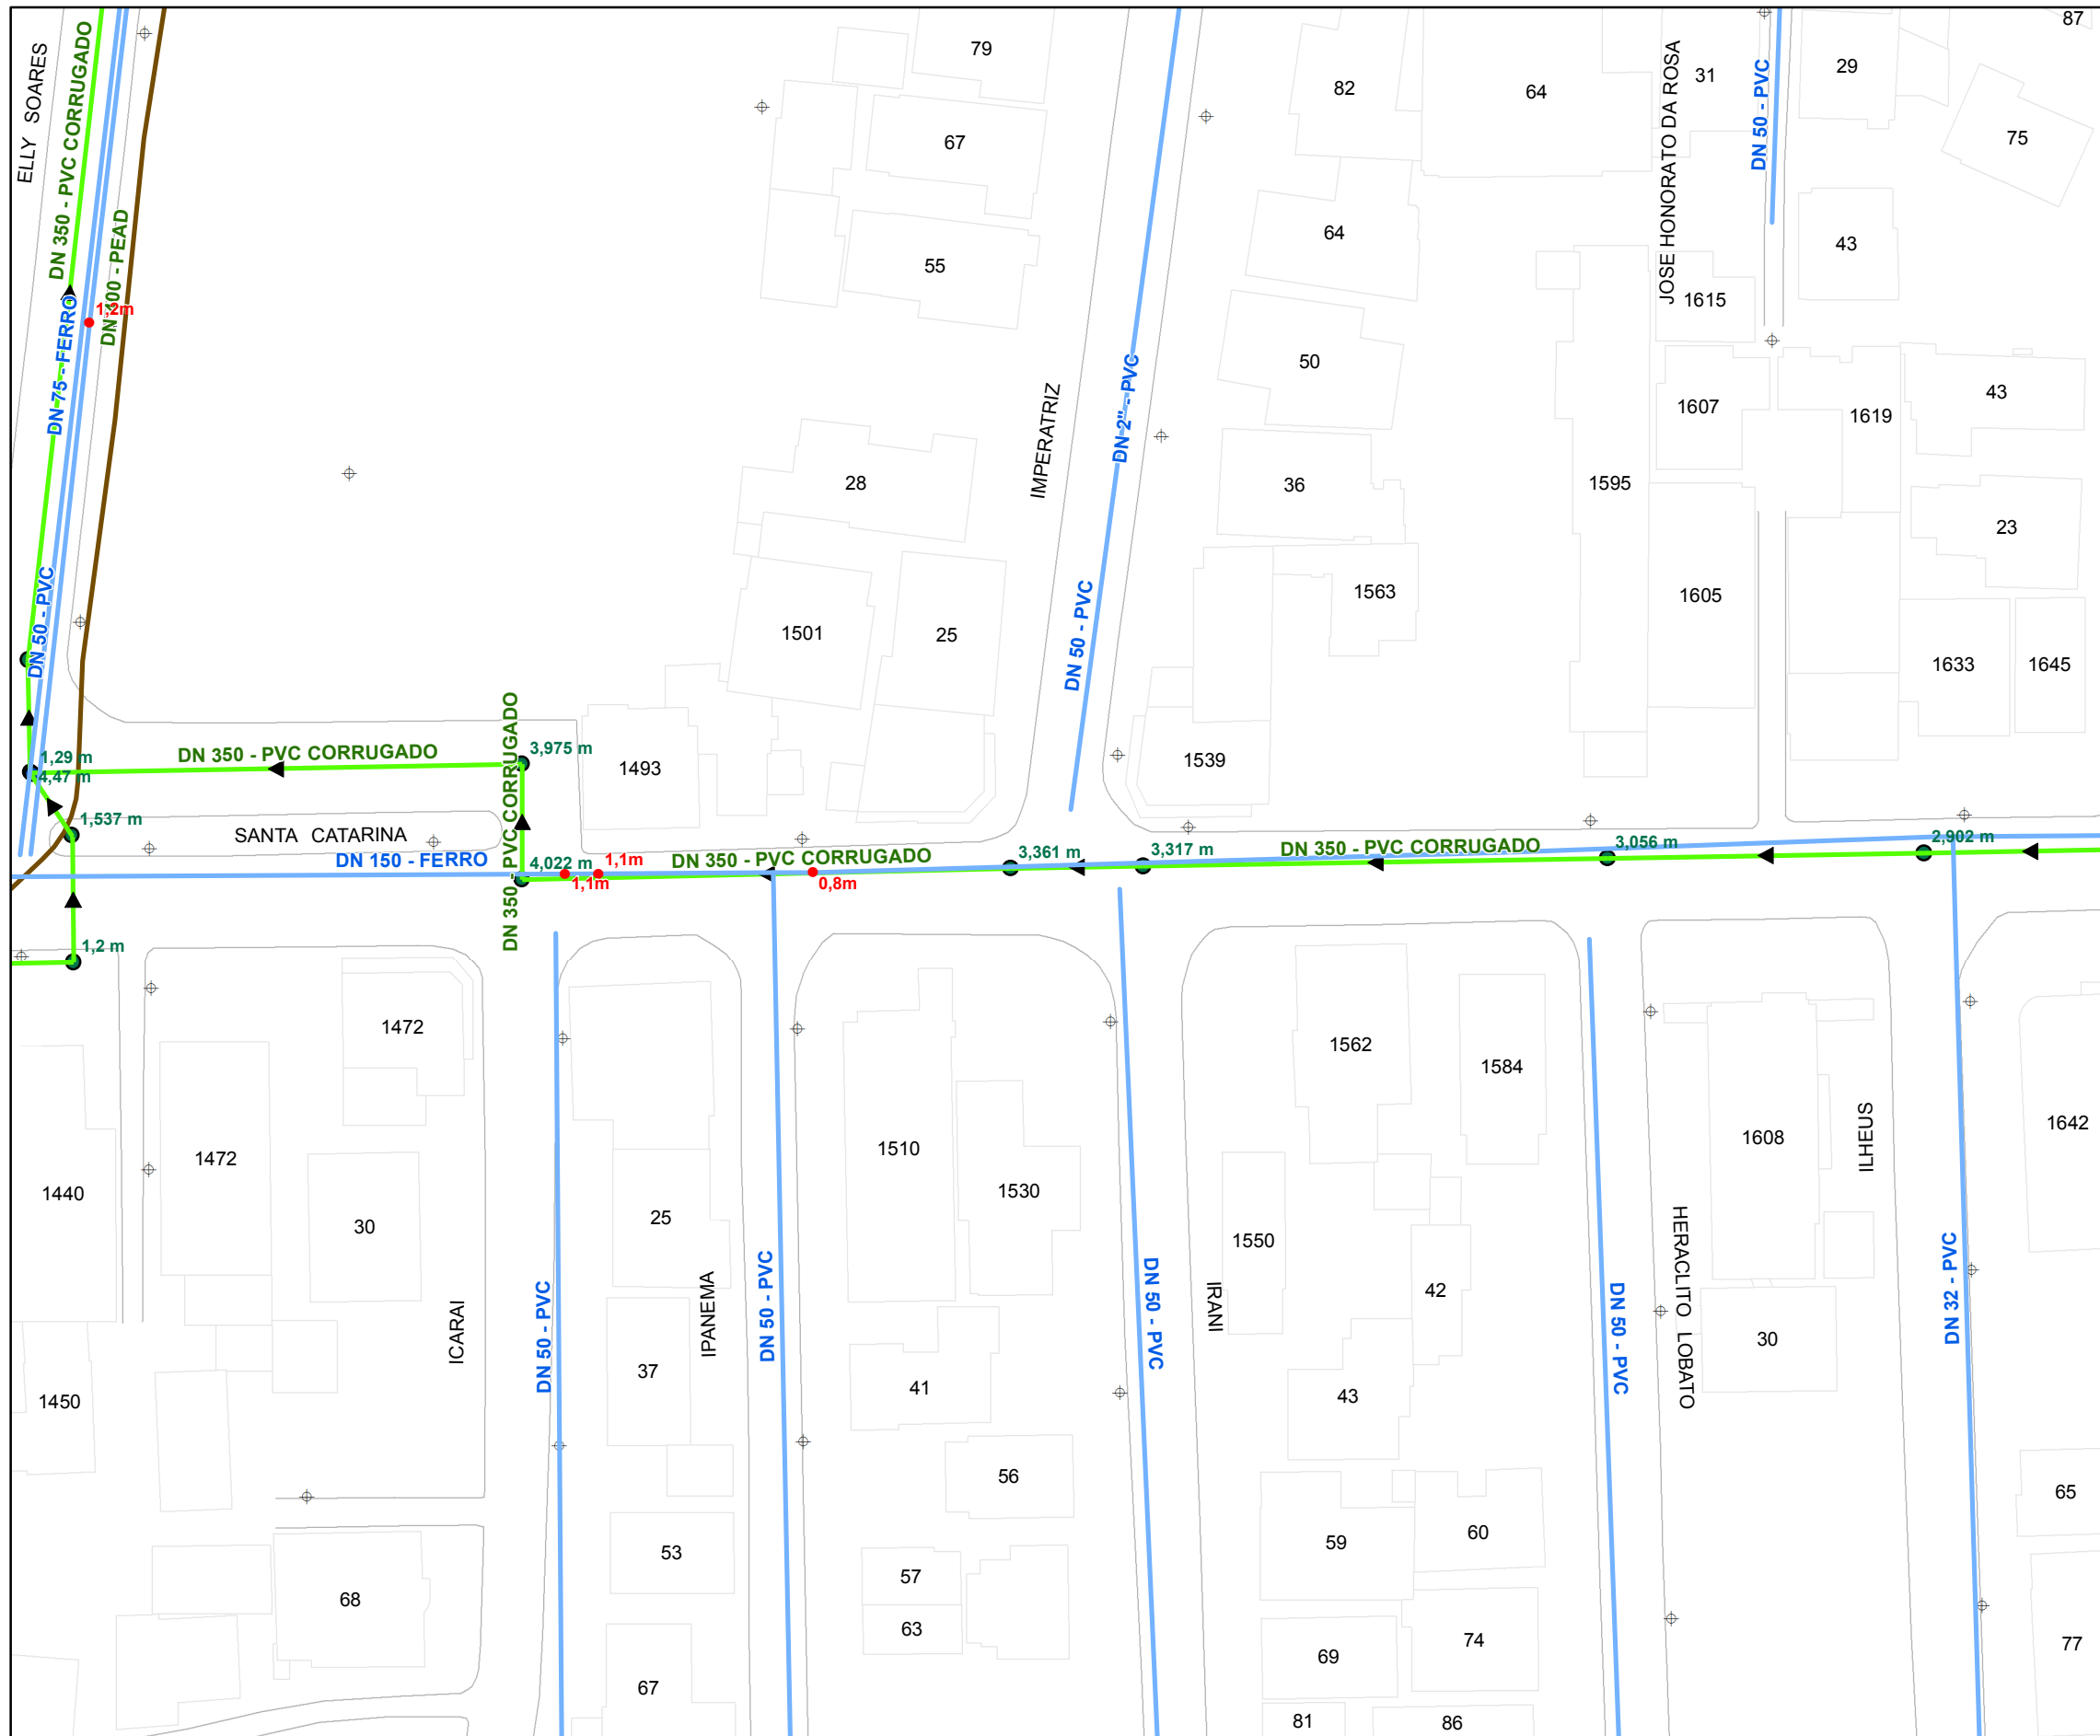 87
79
31
29
82
64
67
75
ELLY SOARES
DN 350 - PVC CORRUGADO
JOSE HONORATO DA ROSA
DN 50 - PVC
64
43
55
DN 400 - PEAD
1,2m
1615
DN 75 - FERRO
50
DN 2" - PVC
IMPERATRIZ
43
1607
1619
28
36
1595
23
1563
1605
DN 50 - PVC
DN 50 - PVC
1501
25
1633
1645
3,975 m
DN 350 - PVC CORRUGADO
1,29 m
4,47 m
1493
1539
DN 350 - PVC CORRUGADO
1,537 m
SANTA CATARINA
2,902 m
3,056 m
DN 150 - FERRO
4,022 m
1,1m
1,1m
DN 350 - PVC CORRUGADO
0,8m
3,361 m
3,317 m
DN 350 - PVC CORRUGADO
1,2 m
1472
1562
1584
1642
1608
ILHEUS
1510
1472
1440
1530
30
25
1550
42
ICARAI
DN 50 - PVC
IPANEMA
DN 50 - PVC
DN 50 - PVC
IRANI
DN 50 - PVC
HERACLITO LOBATO
30
DN 32 - PVC
37
41
43
1450
56
65
53
59
60
57
68
63
74
69
77
67
81
86